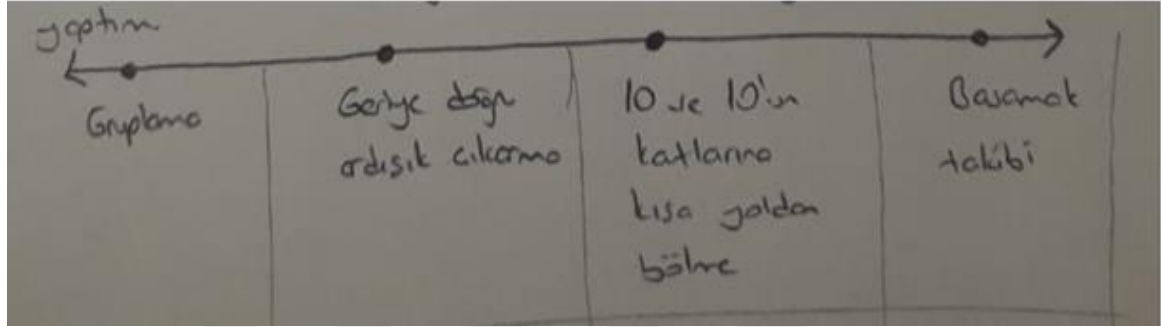 yaptım
Gruplama
Geriye doğru
ardışık çıkarma
10 ve 10'un
katlarına
kısa yoldan
bölme
Basamak
takibi